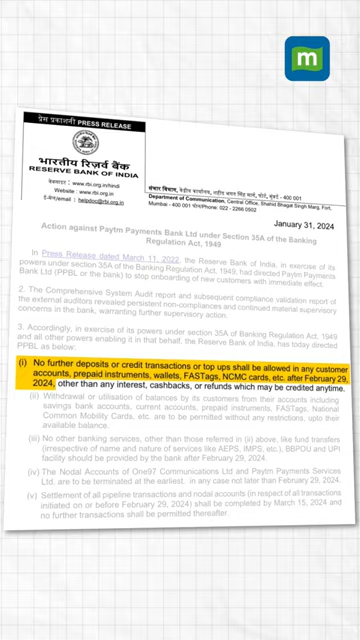 m
प्रेस प्रकाशनी PRESS RELEASE
भारतीय रिज़र्व बैंक
RESERVE BANK OF INDIA
वेबसाइट : www.rbi.org.in/hindi
Website : www.rbi.org.in
ई-मेल/email : helpdoc@rbi.org.in
संचार विभाग, केंद्रीय कार्यालय, शहीद भगत सिंह मार्ग, फोर्ट, मुंबई - 400 001
Department of Communication, Central Office, Shahid Bhagat Singh Marg, Fort,
Mumbai - 400 001 फोन/Phone: 022 - 2266 0502
January 31, 2024
Action against Paytm Payments Bank Ltd under Section 35A of the Banking
Regulation Act, 1949
In Press Release dated March 11, 2022, the Reserve Bank of India, in exercise of its
powers under section 35A of the Banking Regulation Act, 1949, had directed Paytm Payments
Bank Ltd (PPBL or the bank) to stop onboarding of new customers with immediate effect.
2. The Comprehensive System Audit report and subsequent compliance validation report of
the external auditors revealed persistent non-compliances and continued material supervisory
concerns in the bank, warranting further supervisory action.
3. Accordingly, in exercise of its powers under section 35A of the Banking Regulation Act, 1949
and all other powers enabling it in that behalf, the Reserve Bank of India, has today directed
PPBL as below:
(i) No further deposits or credit transactions or top ups shall be allowed in any customer
accounts, prepaid instruments, wallets, FASTags, NCMC cards, etc. after February 29,
2024, other than any interest, cashbacks, or refunds which may be credited anytime.
(ii) Withdrawal or utilisation of balances by its customers from their accounts including
savings bank accounts, current accounts, prepaid instruments, FASTags, National
Common Mobility Cards, etc. are to be permitted without any restrictions, upto their
available balance.
(iii) No other banking services, other than those referred in (ii) above, like fund transfers
(irrespective of name and nature of services like AEPS, IMPS, etc.), BBPOU and UPI
facility should be provided by the bank after February 29, 2024.
(iv) The Nodal Accounts of One97 Communications Ltd and Paytm Payments Services
Ltd. are to be terminated at the earliest, in any case not later than February 29, 2024.
(v) Settlement of all pipeline transactions and nodal accounts (in respect of all transactions
initiated on or before February 29, 2024) shall be completed by March 15, 2024 and
no further transactions shall be permitted thereafter.